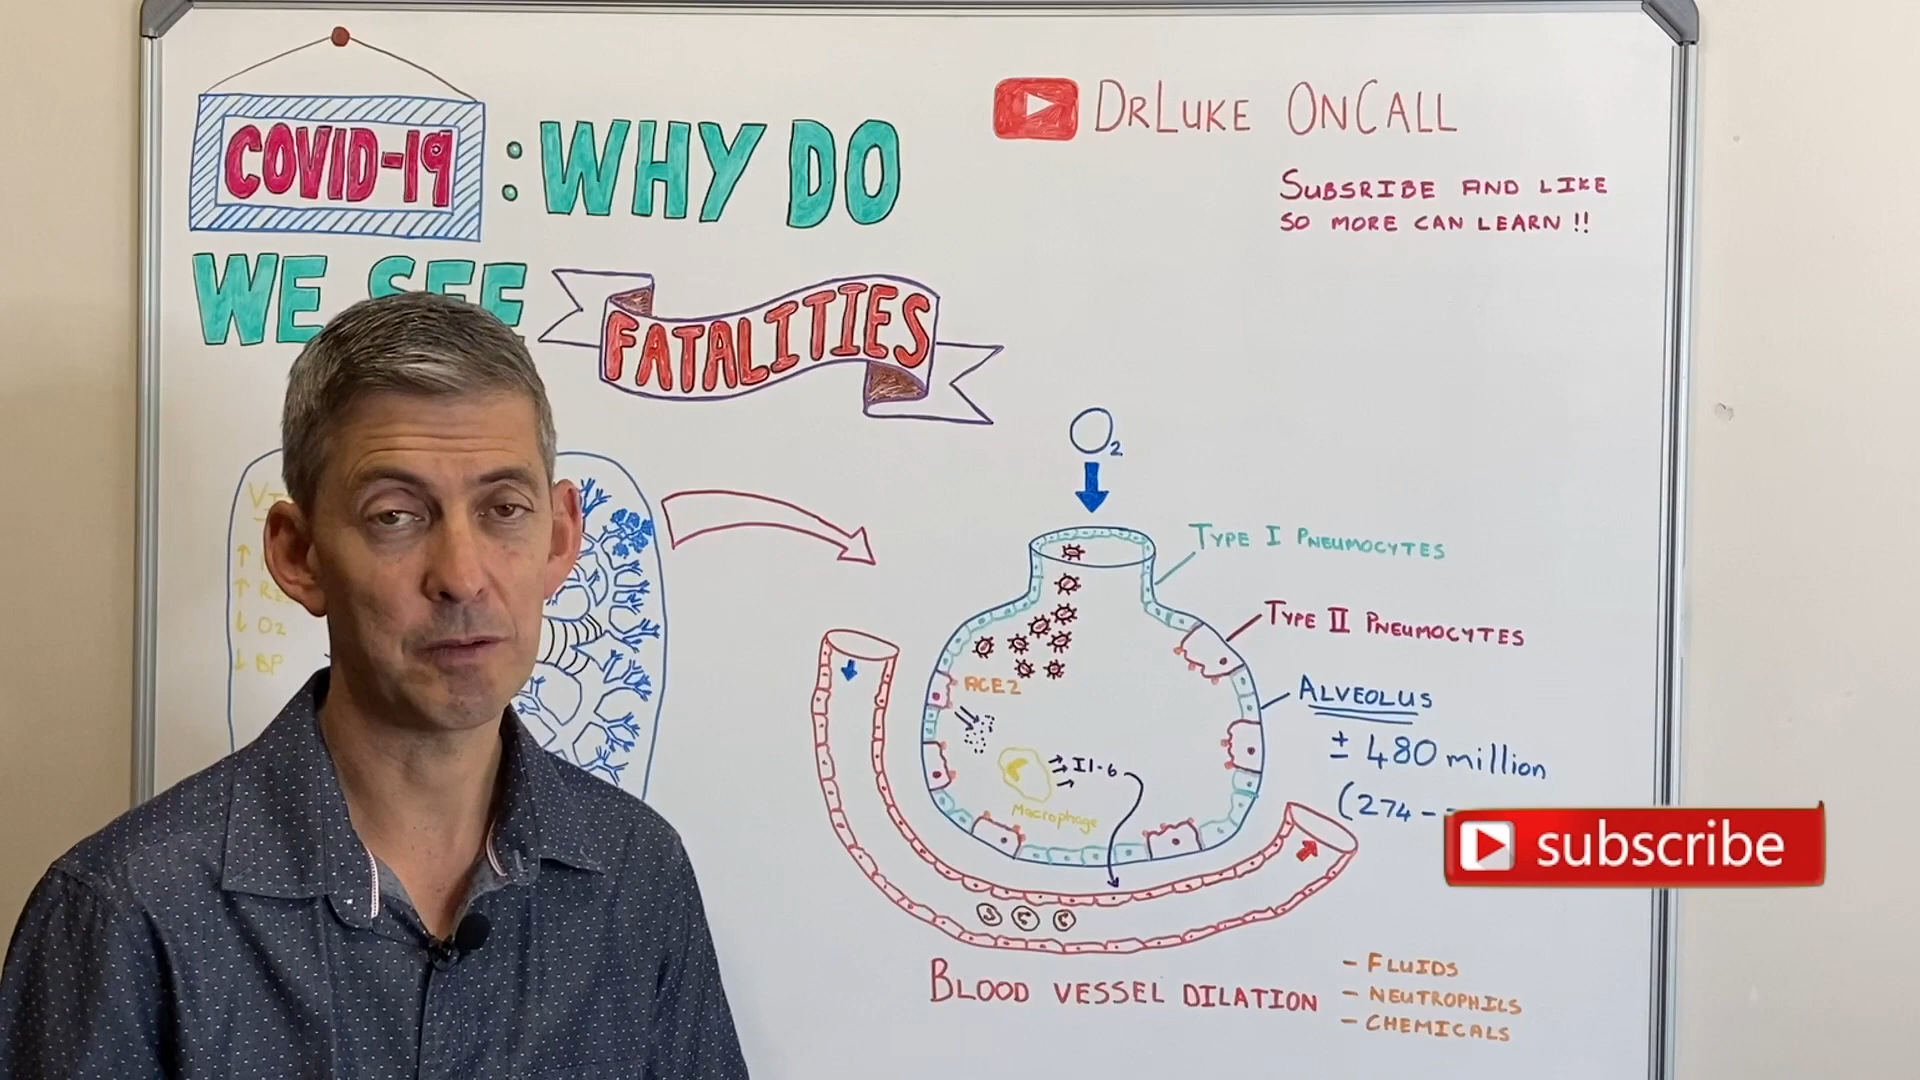 COVID-19 : WHY DO
WE SEE
FATALITIES
DRLUKE ONCALL
SUBSRIBE AND LIKE
SO MORE CAN LEARN !!
↓ O2
↓ BP
O2
TYPE I PNEUMOCYTES
TYPE II PNEUMOCYTES
ACE2
ALVEOLUS
± 480 million
(274 -
Il-6
Macrophage
subscribe
BLOOD VESSEL DILATION
- FLUIDS
- NEUTROPHILS
- CHEMICALS